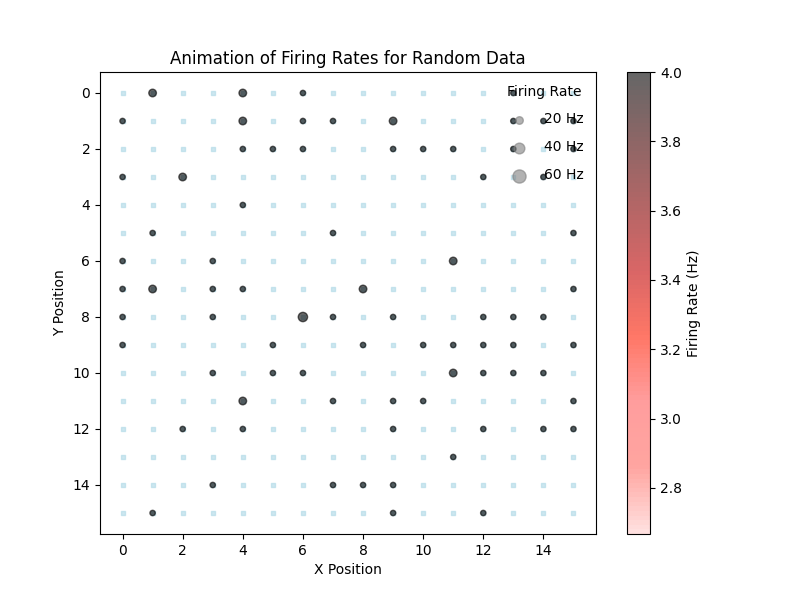 Animation of Firing Rates for Random Data
Firing Rate
20 Hz
40 Hz
60 Hz
0
2
4
6
8
10
12
14
Y Position
0
2
4
6
8
10
12
14
X Position
4.0
3.8
3.6
3.4
3.2
3.0
2.8
Firing Rate (Hz)